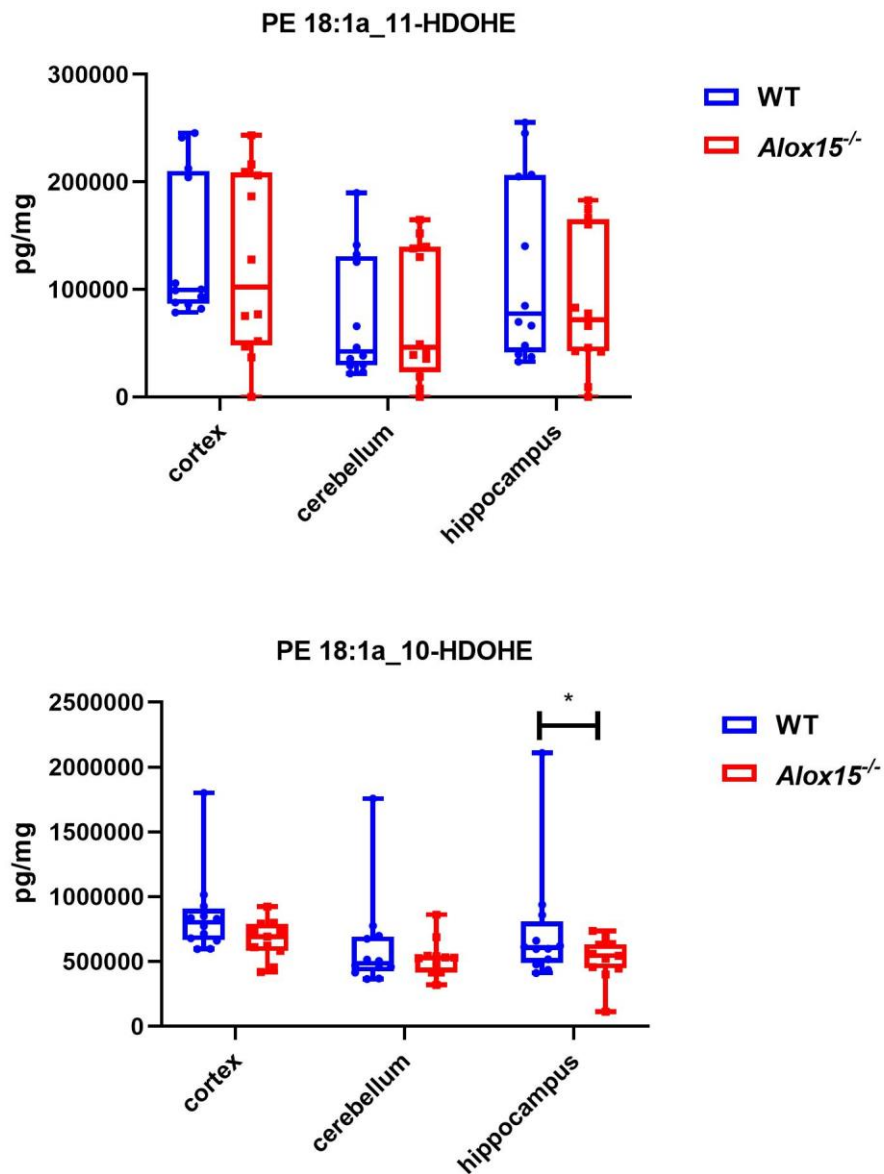 PE 18:1a_11-HDOHE
300000
200000
100000
0
pg/mg
cortex
cerebellum
hippocampus
WT
Alox15-/-
PE 18:1a_10-HDOHE
2500000
2000000
1500000
1000000
500000
0
pg/mg
*
cortex
cerebellum
hippocampus
WT
Alox15-/-